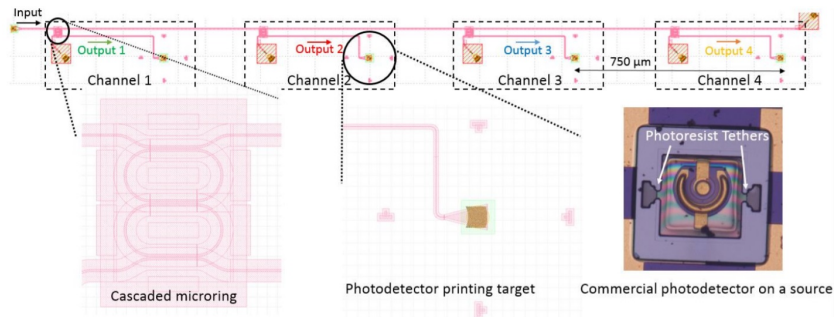 Input
Output 1
Output 2
Output 3
Output 4
750 µm
Channel 1
Channel 2
Channel 3
Channel 4
Photoresist Tethers
Cascaded microring
Photodetector printing target
Commercial photodetector on a source